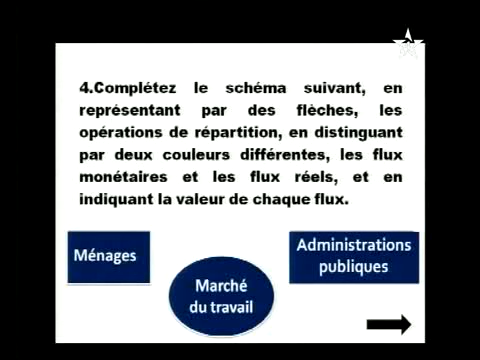 4.Complétez le schéma suivant, en
représentant par des flèches, les
opérations de répartition, en distinguant
par deux couleurs différentes, les flux
monétaires et les flux réels, et en
indiquant la valeur de chaque flux.
Ménages
Administrations
publiques
Marché
du travail